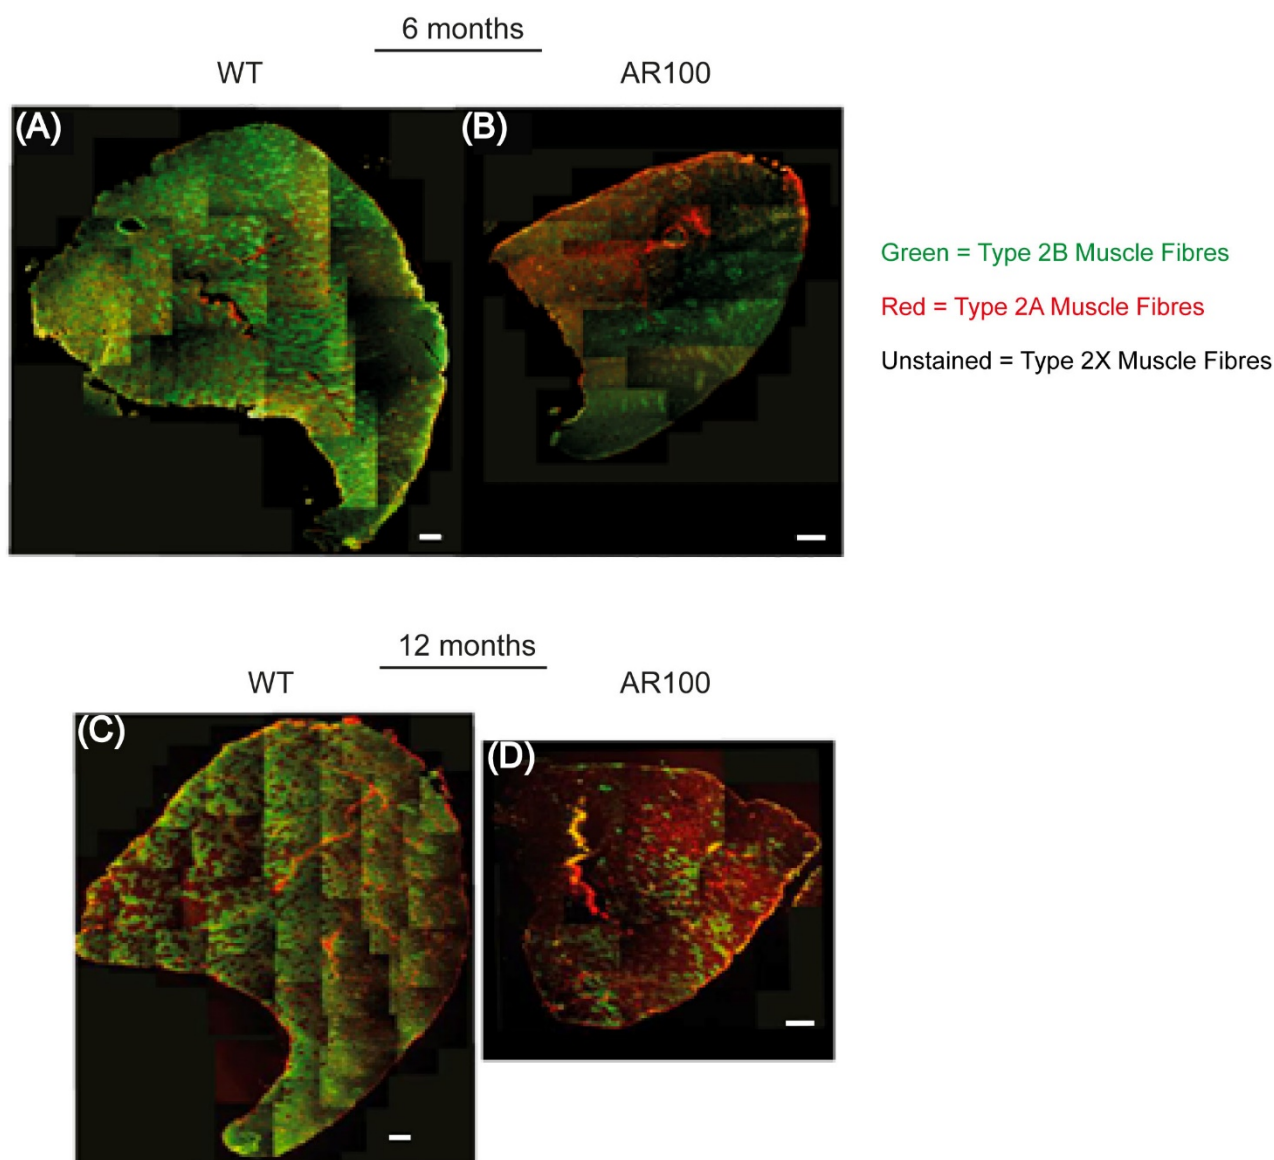 6 months
WT
AR100
(A)
(B)
Green = Type 2B Muscle Fibres
Red = Type 2A Muscle Fibres
Unstained = Type 2X Muscle Fibres
12 months
WT
AR100
(C)
(D)